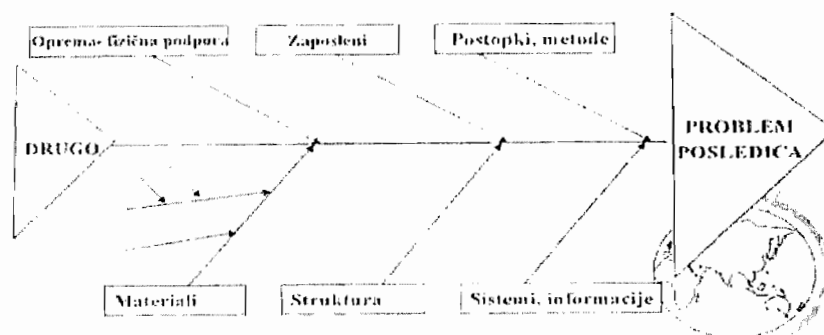 Oprema- fizična podpora
Zaposleni
Postopki, metode
DRUGO
PROBLEM
POSLEDICA
Materiali
Struktura
Sistemi, informacije